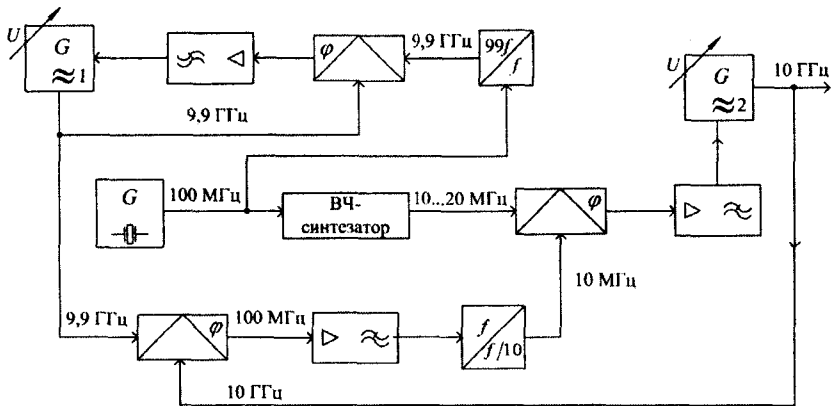 U
G
≈1
φ
9,9 ГГц
99f
f
U
G
≈2
10 ГГц
9,9 ГГц
G
100 МГц
ВЧ-
синтезатор
10...20 МГц
φ
10 МГц
9,9 ГГц
φ
100 МГц
f
f/10
10 ГГц